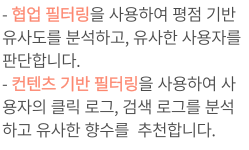 - 협업 필터링을 사용하여 평점 기반
유사도를 분석하고, 유사한 사용자를
판단합니다.
- 컨텐츠 기반 필터링을 사용하여 사
용자의 클릭 로그, 검색 로그를 분석
하고 유사한 향수를  추천합니다.